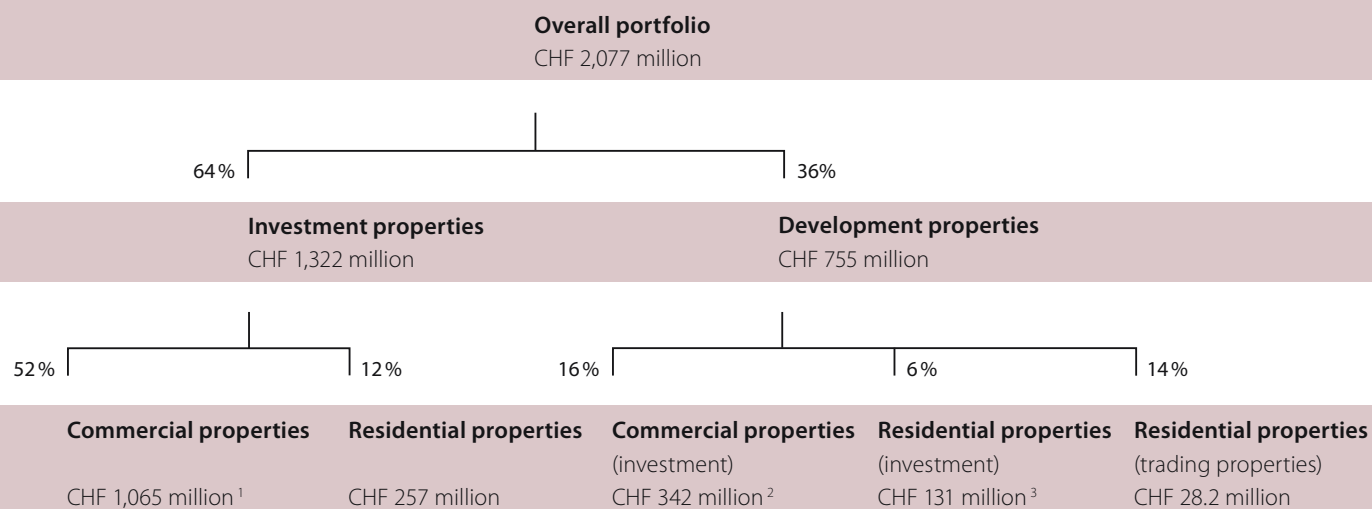 Overall portfolio
CHF 2,077 million
64%
36%
Investment properties
CHF 1,322 million
Development properties
CHF 755 million
52%
12%
16%
6%
14%
Commercial properties
CHF 1,065 million 1
Residential properties
CHF 257 million
Commercial properties
(investment)
CHF 342 million 2
Residential properties
(investment)
CHF 131 million 3
Residential properties
(trading properties)
CHF 28.2 million